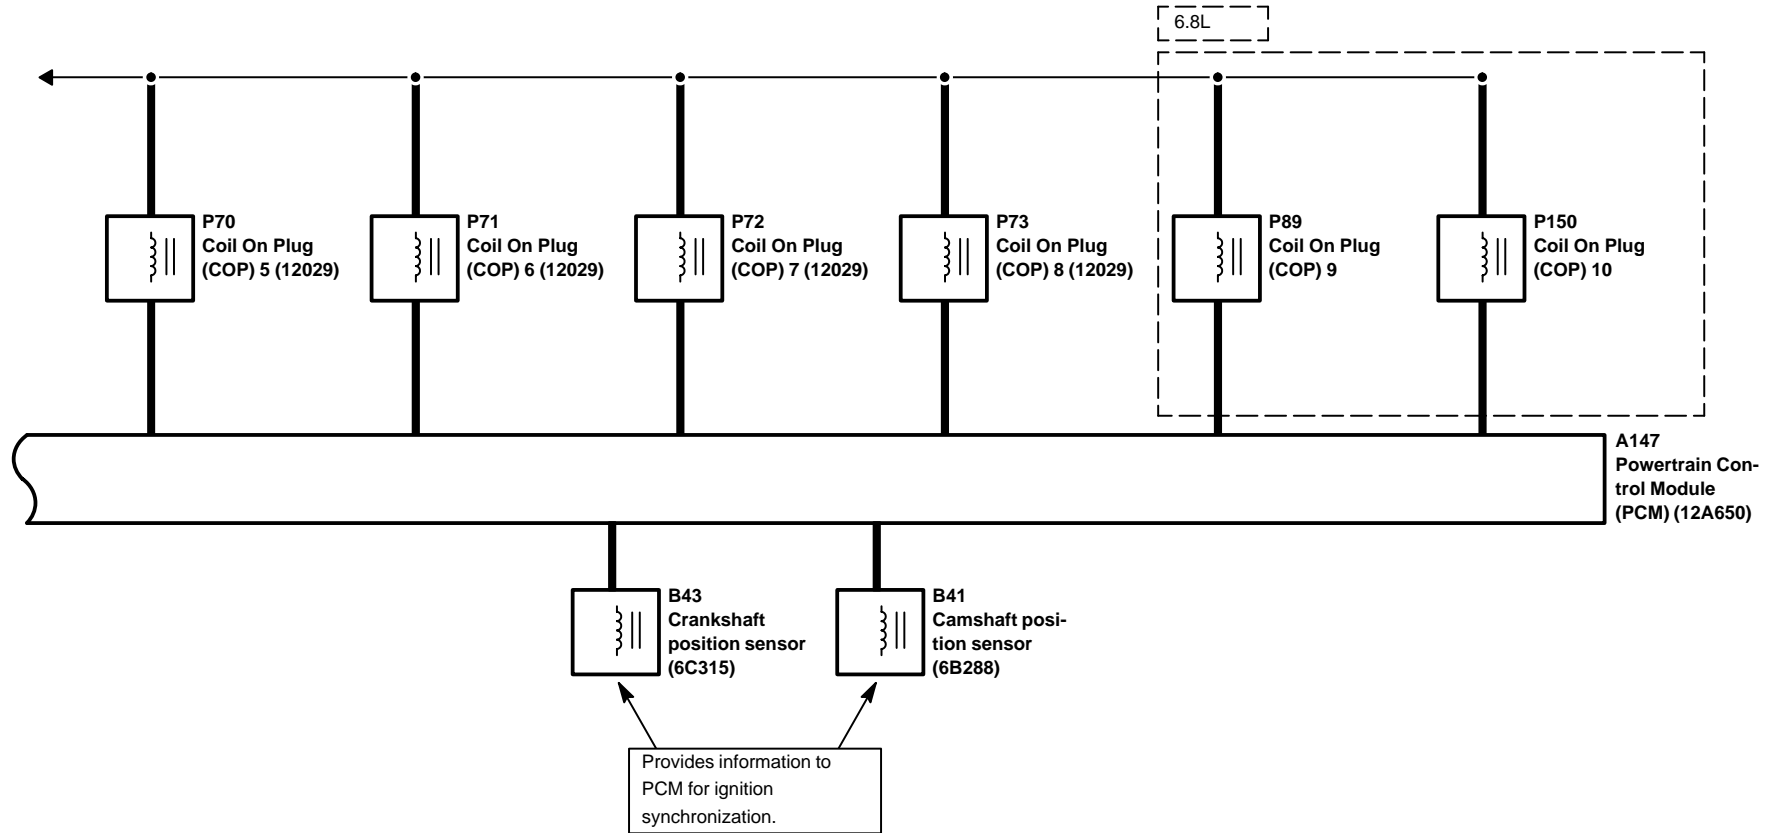 6.8L
P70
Coil On Plug
(COP) 5 (12029)
P71
Coil On Plug
(COP) 6 (12029)
P72
Coil On Plug
(COP) 7 (12029)
P73
Coil On Plug
(COP) 8 (12029)
P89
Coil On Plug
(COP) 9
P150
Coil On Plug
(COP) 10
A147
Powertrain Con-
trol Module
(PCM) (12A650)
B43
Crankshaft
position sensor
(6C315)
B41
Camshaft posi-
tion sensor
(6B288)
Provides information to
PCM for ignition
synchronization.